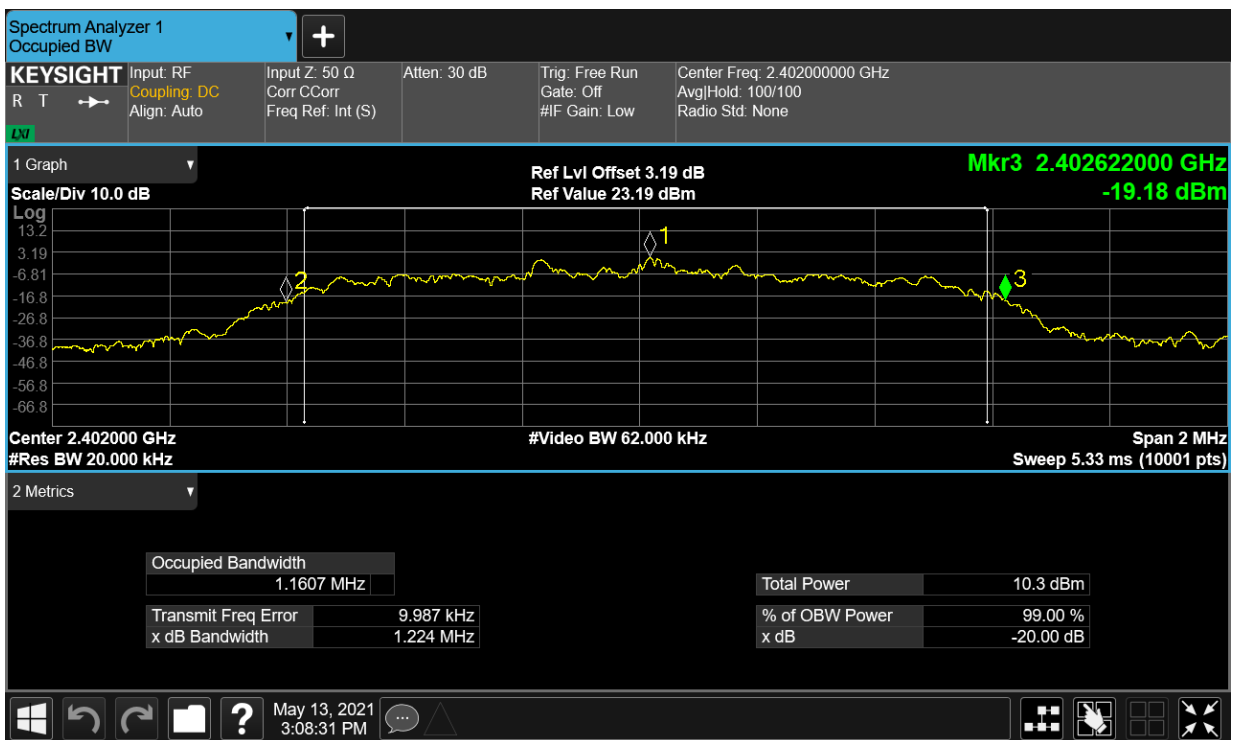 Spectrum Analyzer 1
Occupied BW
▼
+
KEYSIGHT
R T
LXI
Input: RF
Coupling: DC
Align: Auto
Input Z: 50 Ω
Corr CCorr
Freq Ref: Int (S)
Atten: 30 dB
Trig: Free Run
Gate: Off
#IF Gain: Low
Center Freq: 2.402000000 GHz
Avg|Hold: 100/100
Radio Std: None
1 Graph ▼
Scale/Div 10.0 dB
Ref Lvl Offset 3.19 dB
Ref Value 23.19 dBm
Mkr3 2.402622000 GHz
-19.18 dBm
Log
13.2
3.19
-6.81
-16.8
-26.8
-36.8
-46.8
-56.8
-66.8
1
2
3
Center 2.402000 GHz
#Video BW 62.000 kHz
Span 2 MHz
#Res BW 20.000 kHz
Sweep 5.33 ms (10001 pts)
2 Metrics ▼
Occupied Bandwidth
1.1607 MHz
Total Power 10.3 dBm
Transmit Freq Error 9.987 kHz
% of OBW Power 99.00 %
x dB Bandwidth 1.224 MHz
x dB -20.00 dB
?
May 13, 2021
3:08:31 PM